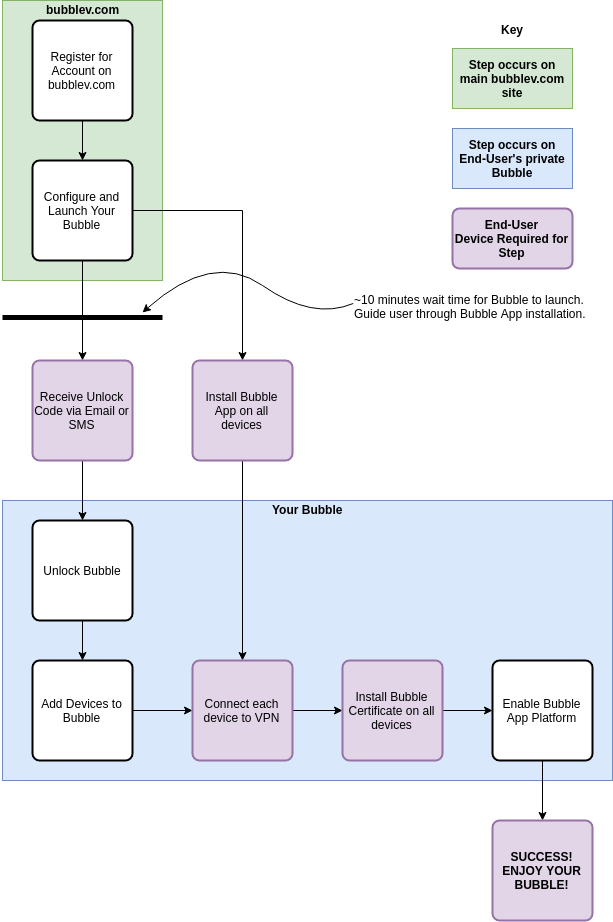 bubblev.com
Register for
Account on
bubblev.com
Key
Step occurs on
main bubblev.com
site
Step occurs on
End-User's private
Bubble
Configure and
Launch Your
Bubble
End-User
Device Required for
Step
~10 minutes wait time for Bubble to launch.
Guide user through Bubble App installation.
Receive Unlock
Code via Email or
SMS
Install Bubble
App on all
devices
Your Bubble
Unlock Bubble
Add Devices to
Bubble
Connect each
device to VPN
Install Bubble
Certificate on all
devices
Enable Bubble
App Platform
SUCCESS!
ENJOY YOUR
BUBBLE!